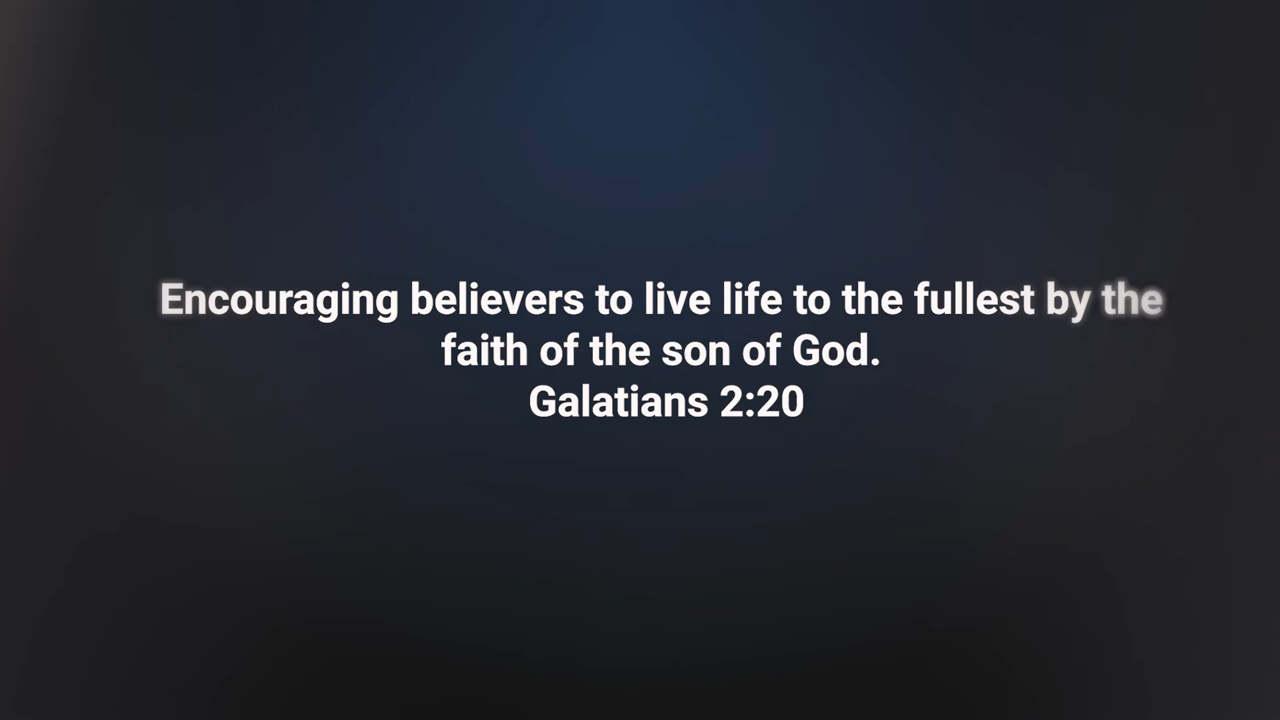 Encouraging believers to live life to the fullest by the
faith of the son of God.
Galatians 2:20